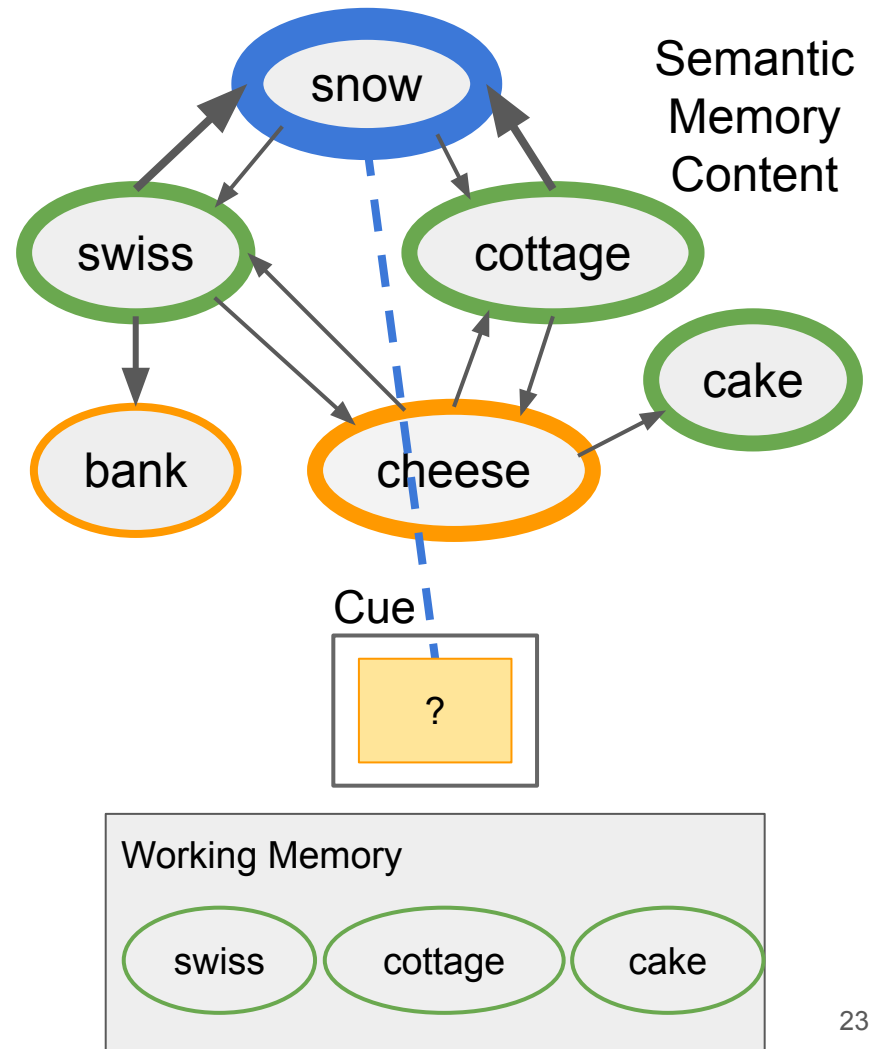 snow
Semantic
Memory
Content
swiss
cottage
cake
bank
cheese
Cue
?
Working Memory
swiss
cottage
cake
23